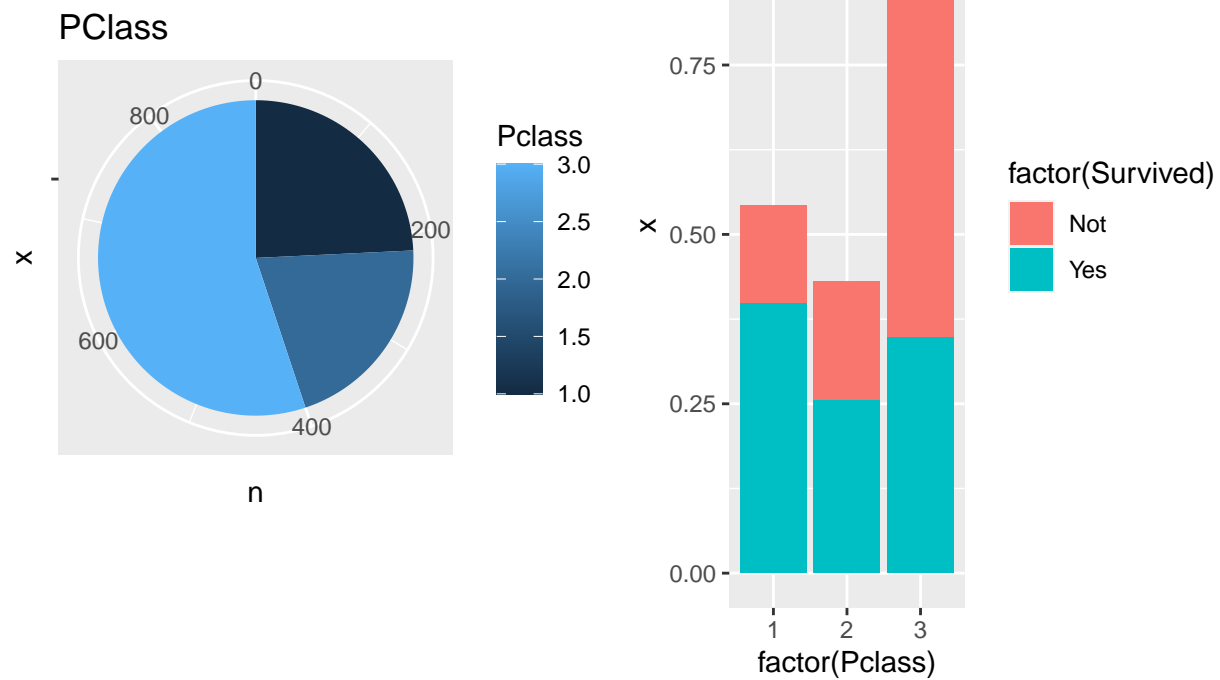 PClass
0
800
200
600
400
x
n
Pclass
3.0
2.5
2.0
1.5
1.0
0.75
0.50
0.25
0.00
x
1 2 3
factor(Pclass)
factor(Survived)
Not
Yes